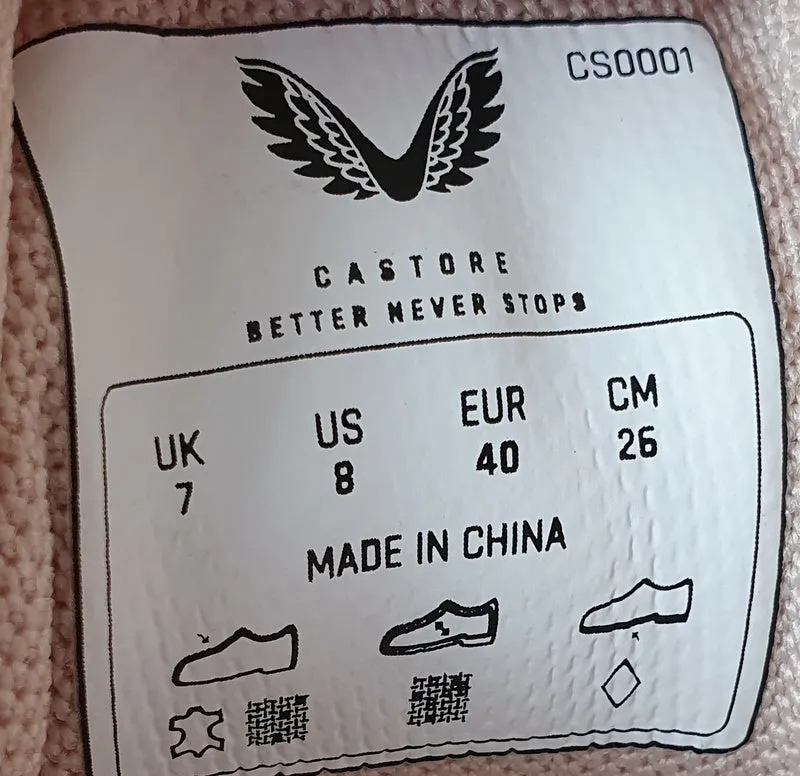 CS0001
CASTORE
BETTER NEVER STOPS
UK US EUR CM
7 8 40 26
MADE IN CHINA